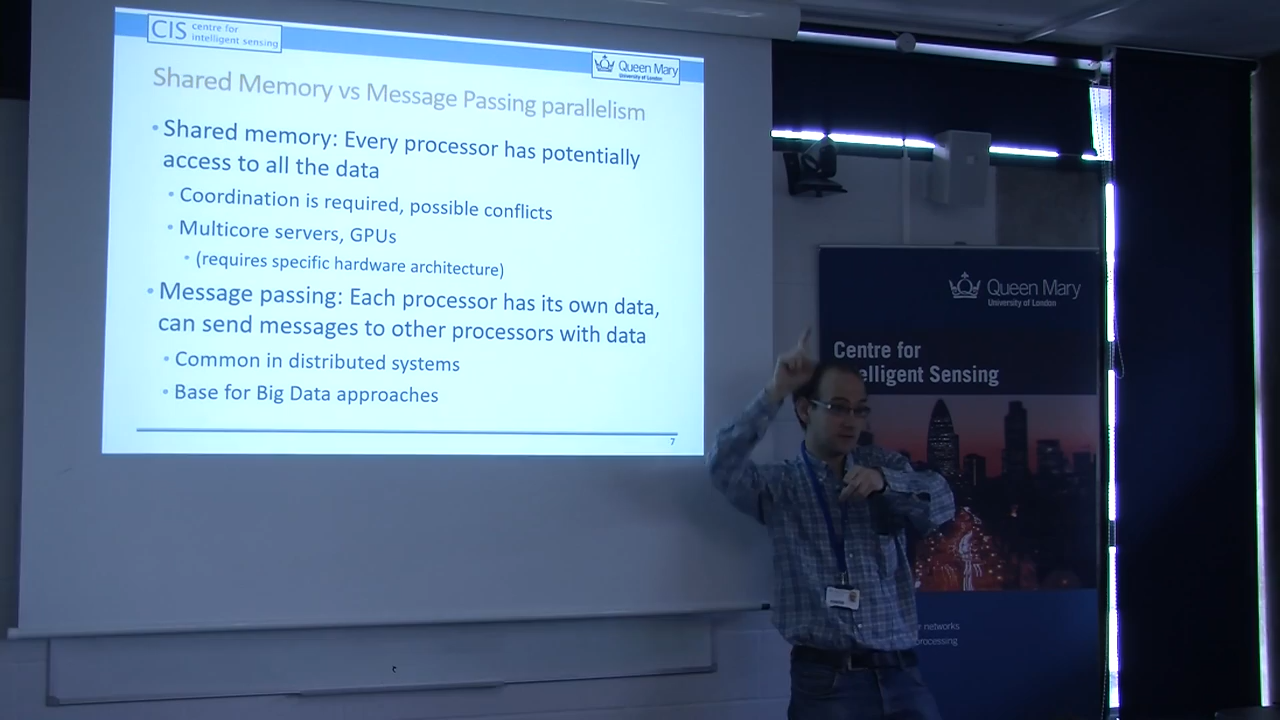 CIS centre for
intelligent sensing
Queen Mary
University of London
Shared Memory vs Message Passing parallelism
• Shared memory: Every processor has potentially
access to all the data
• Coordination is required, possible conflicts
• Multicore servers, GPUs
• (requires specific hardware architecture)
• Message passing: Each processor has its own data,
can send messages to other processors with data
• Common in distributed systems
• Base for Big Data approaches
7
Queen Mary
University of London
Centre for
elligent Sensing
networks
processing